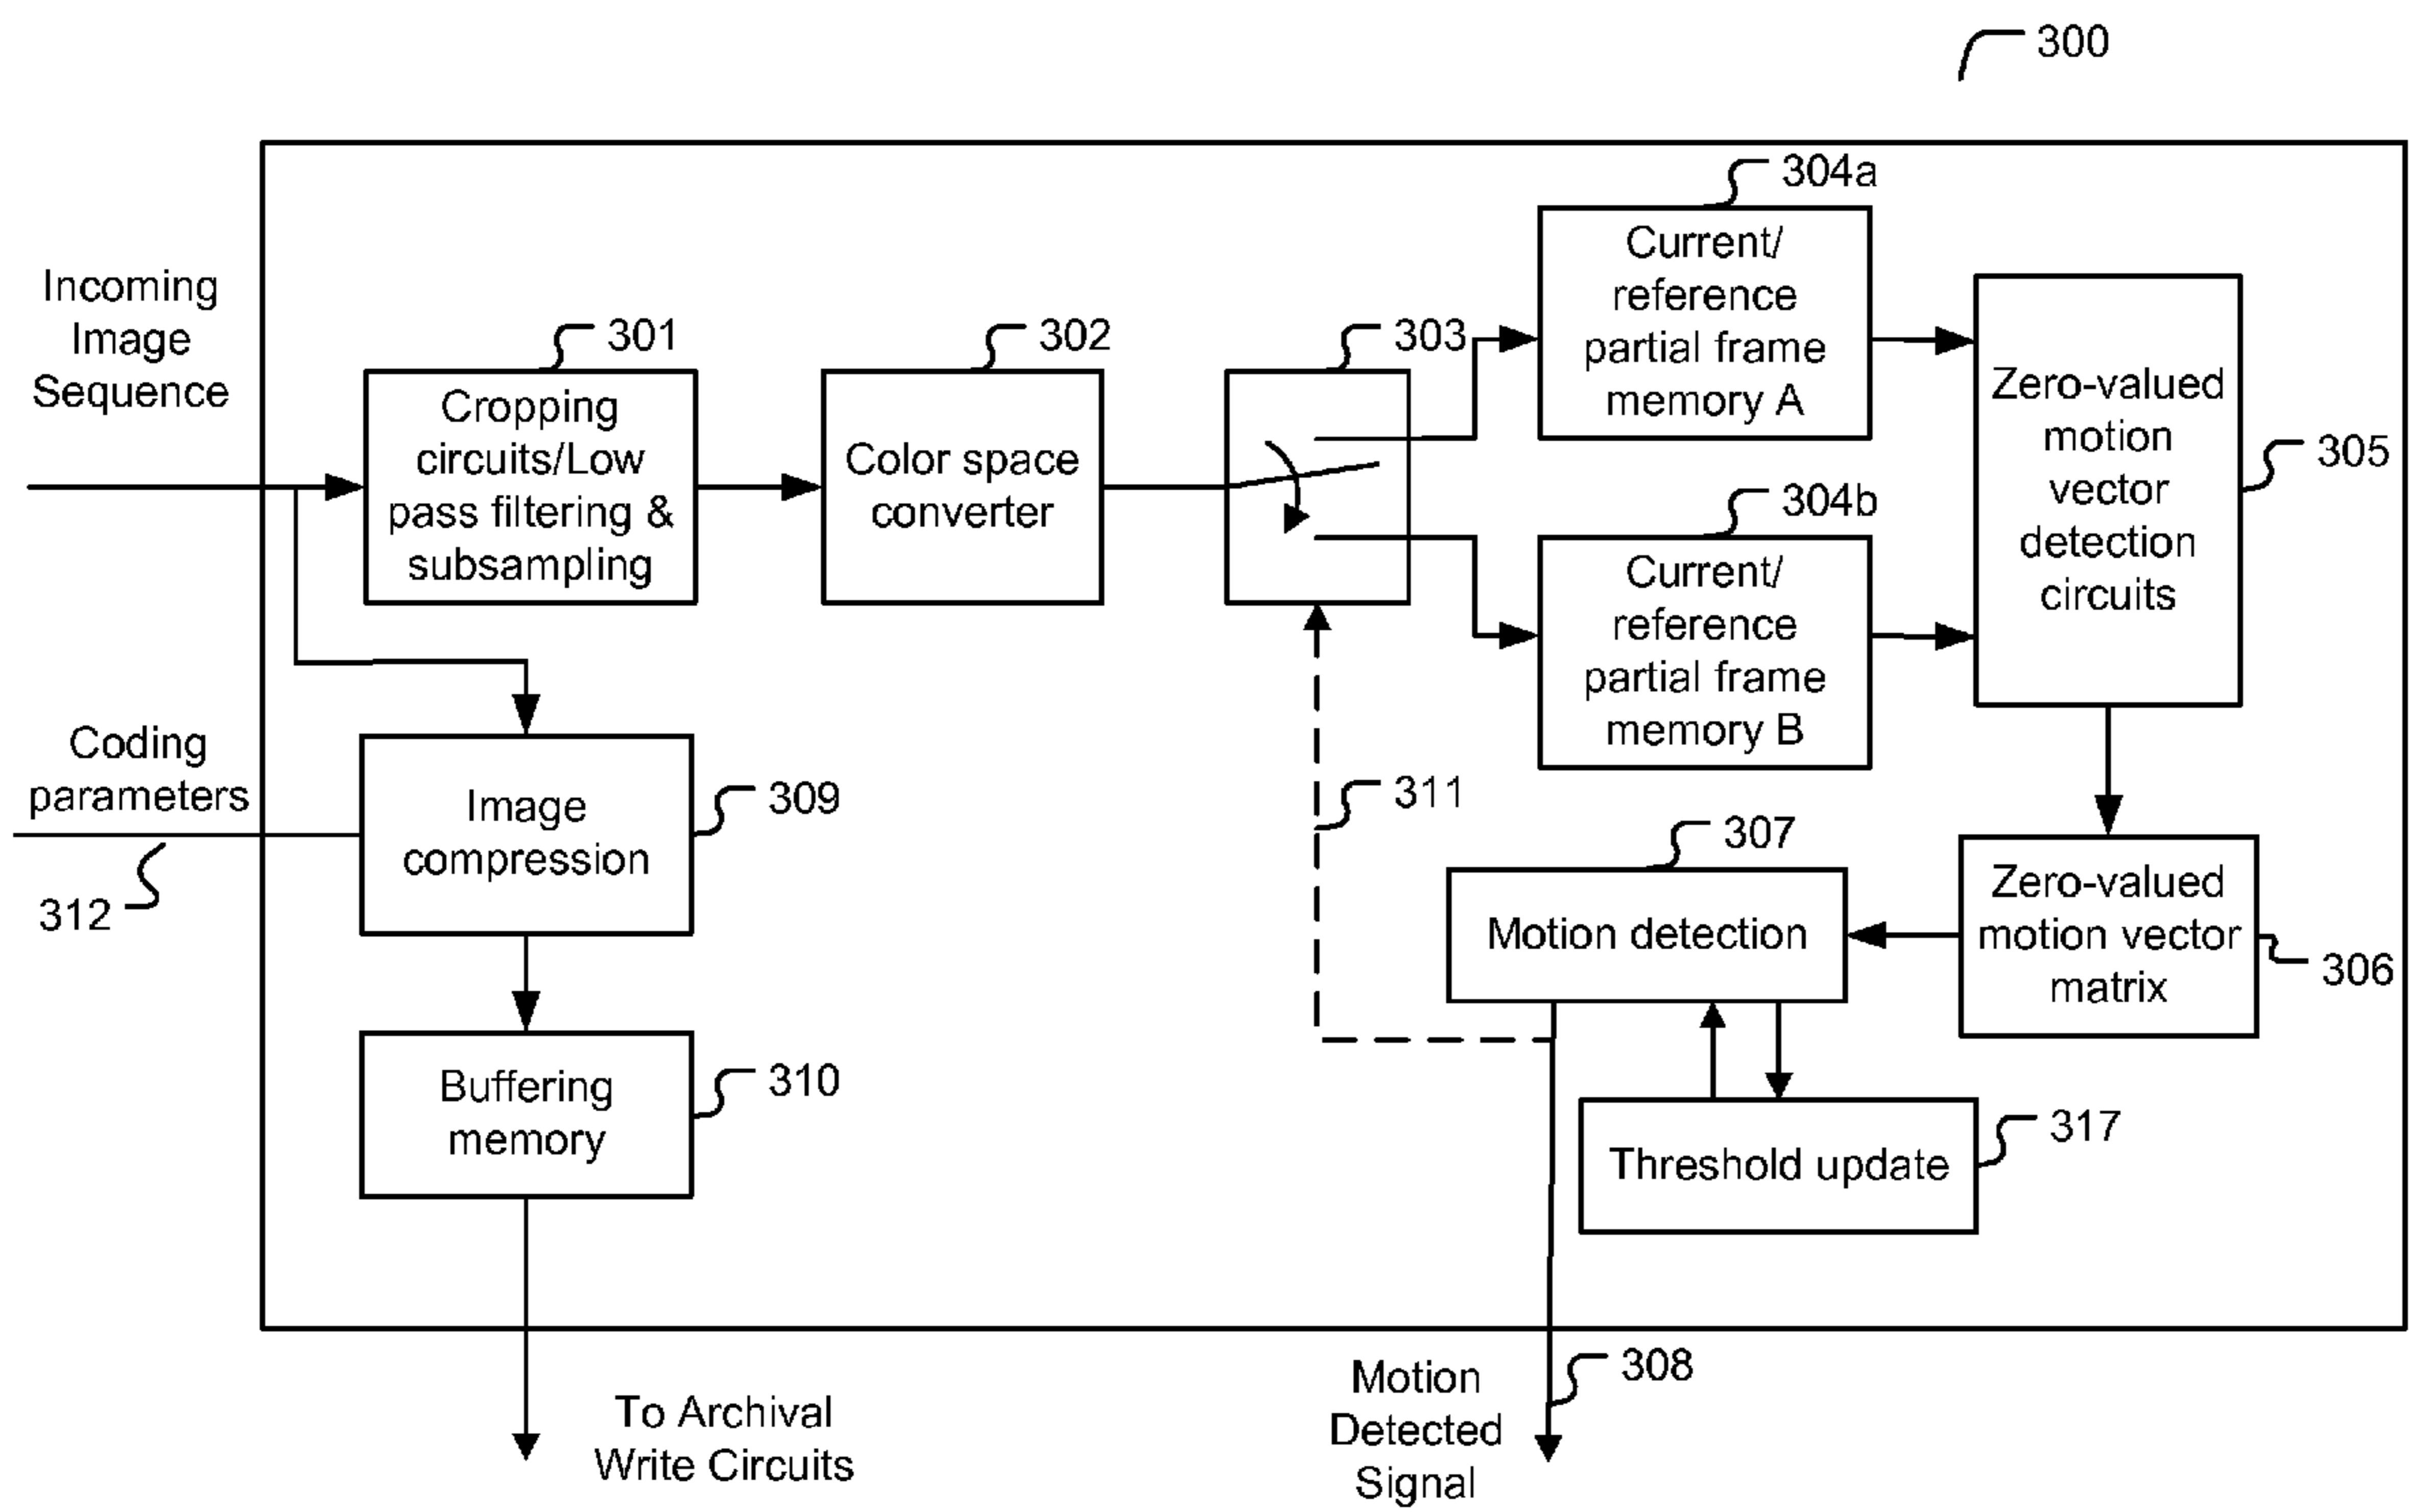 300
304a
Current/
reference
partial frame
memory A
Incoming
Image
Sequence
301
Cropping
circuits/Low
pass filtering &
subsampling
302
Color space
converter
303
304b
Current/
reference
partial frame
memory B
Zero-valued
motion
vector
detection
circuits
305
Coding
parameters
312
Image
compression
309
311
307
Motion detection
Zero-valued
motion vector
matrix
306
Buffering
memory
310
Threshold update
317
To Archival
Write Circuits
Motion
Detected
Signal
308